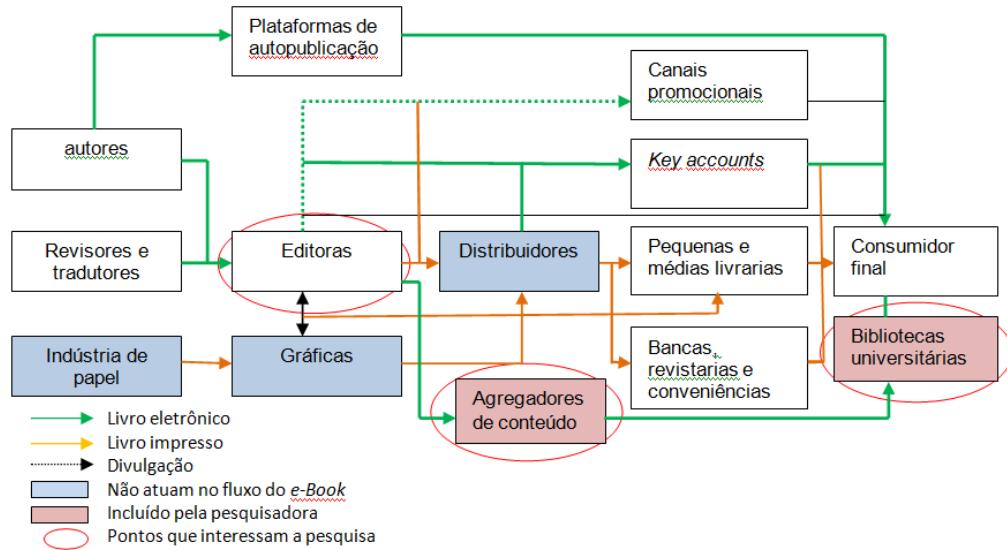 Plataformas de
autopublicação
Canais
promocionais
autores
Key accounts
Revisores e
tradutores
Editoras
Distribuidores
Pequenas e
médias livrarias
Consumidor
final
Indústria de
papel
Gráficas
Bancas,
revistarias e
conveniências
Bibliotecas
universitárias
Agregadores
de conteúdo
Livro eletrônico
Livro impresso
Divulgação
Não atuam no fluxo do e-Book
Incluído pela pesquisadora
Pontos que interessam a pesquisa